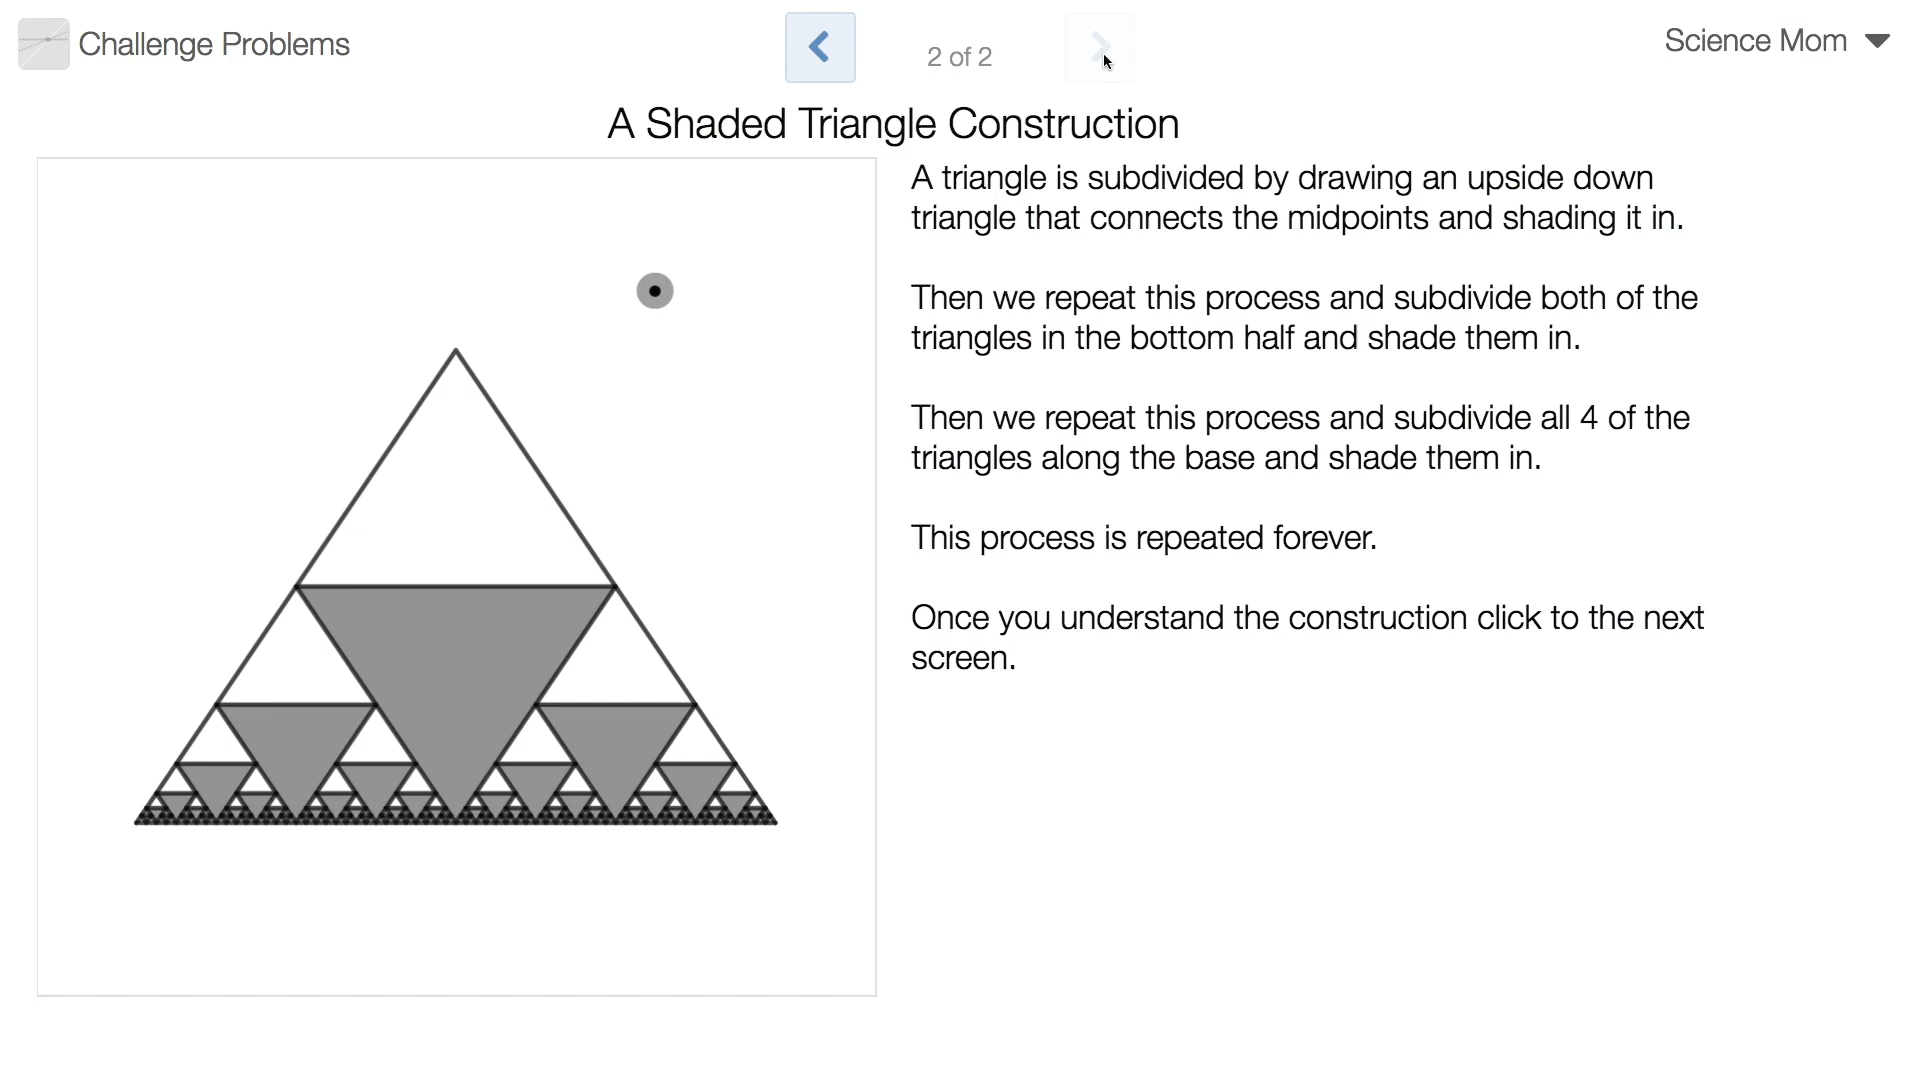 Challenge Problems
2 of 2
Science Mom
A Shaded Triangle Construction
A triangle is subdivided by drawing an upside down
triangle that connects the midpoints and shading it in.
Then we repeat this process and subdivide both of the
triangles in the bottom half and shade them in.
Then we repeat this process and subdivide all 4 of the
triangles along the base and shade them in.
This process is repeated forever.
Once you understand the construction click to the next
screen.